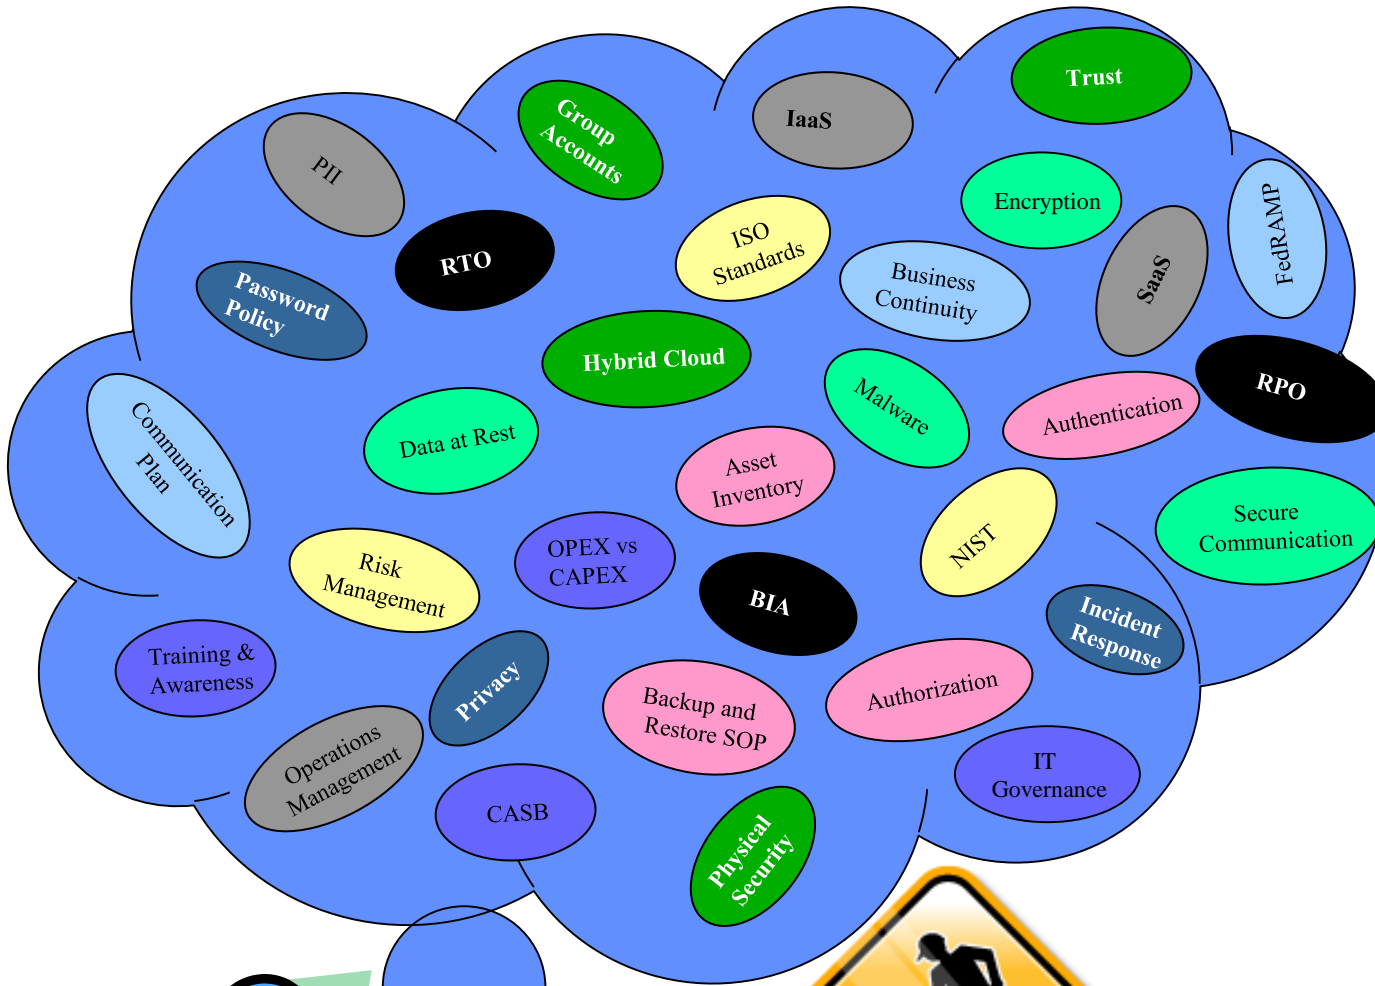 Trust
Group
Accounts
IaaS
PII
Encryption
FedRAMP
ISO
Standards
RTO
SaaS
Business
Continuity
Password
Policy
Hybrid Cloud
RPO
Malware
Authentication
Communication
Plan
Data at Rest
Asset
Inventory
Secure
Communication
NIST
OPEX vs
CAPEX
Risk
Management
BIA
Incident
Response
Training &
Awareness
Privacy
Authorization
Backup and
Restore SOP
Operations
Management
IT
Governance
CASB
Physical
Security